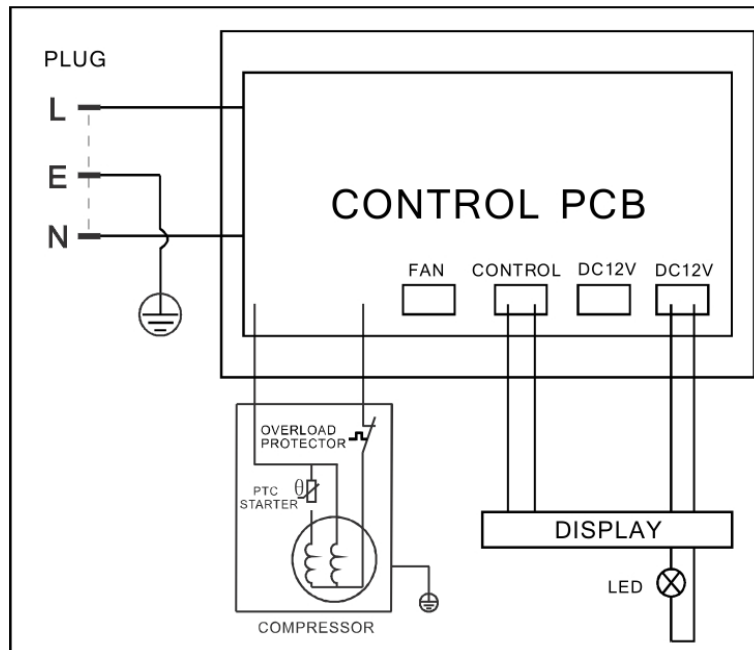 PLUG
L
E
N
CONTROL PCB
FAN
CONTROL
DC12V
DC12V
OVERLOAD
PROTECTOR
PTC
STARTER
θ
COMPRESSOR
DISPLAY
LED